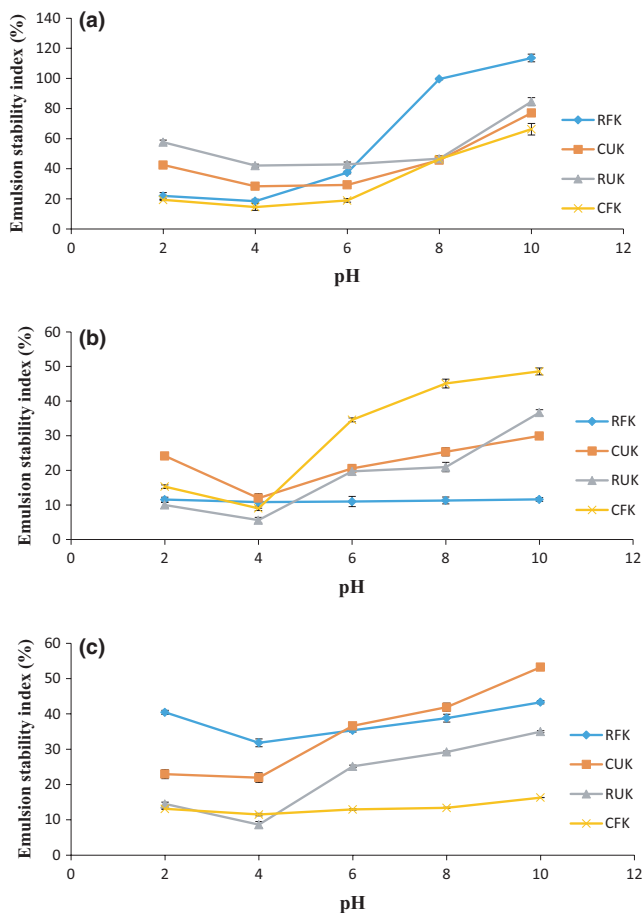 (a)
Emulsion stability index (%)
140
120
100
80
60
40
20
0
0 2 4 6 8 10 12
pH
RFK
CUK
RUK
CFK
(b)
Emulsion stability index (%)
60
50
40
30
20
10
0
0 2 4 6 8 10 12
pH
RFK
CUK
RUK
CFK
(c)
Emulsion stability index (%)
60
50
40
30
20
10
0
0 2 4 6 8 10 12
pH
RFK
CUK
RUK
CFK